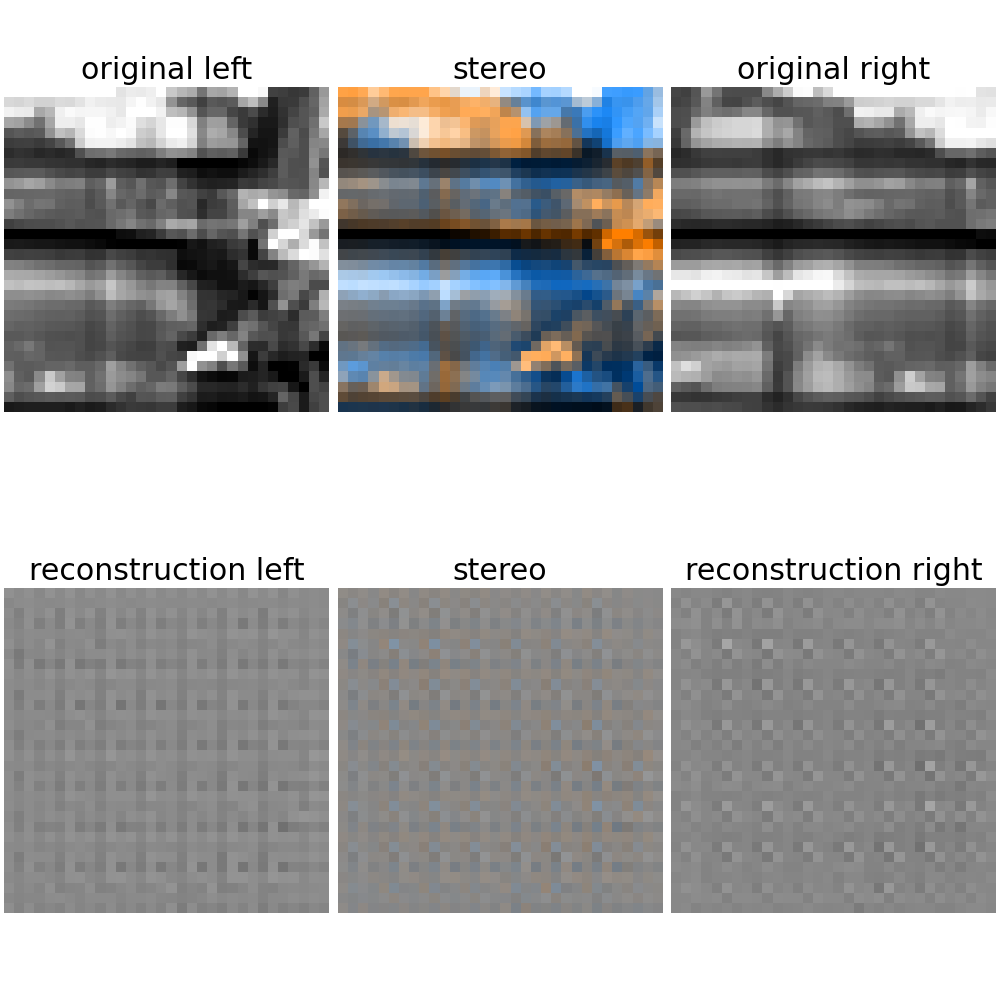 original left
stereo
original right
reconstruction left
stereo
reconstruction right